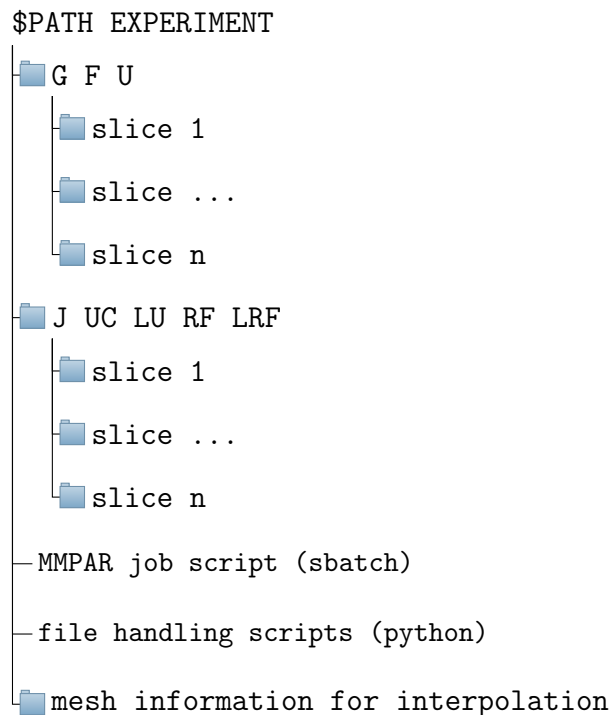 $PATH EXPERIMENT
G F U
slice 1
slice ...
slice n
J UC LU RF LRF
slice 1
slice ...
slice n
MMPAR job script (sbatch)
file handling scripts (python)
mesh information for interpolation